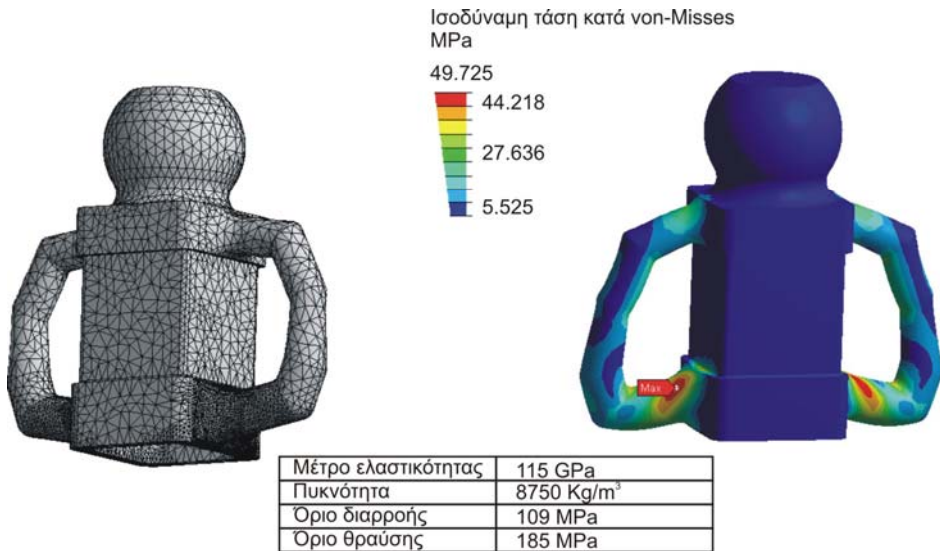 Ισοδύναμη τάση κατά von-Misses
MPa
49.725
44.218
27.636
5.525
Max
Μέτρο ελαστικότητας 115 GPa
Πυκνότητα 8750 Kg/m³
Όριο διαρροής 109 MPa
Όριο θραύσης 185 MPa